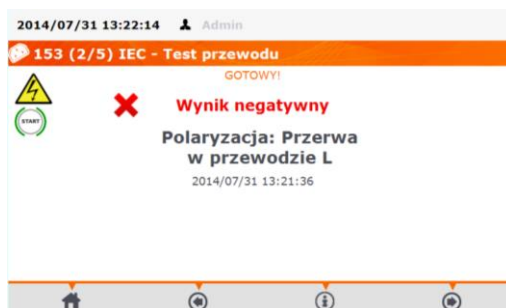 2014/07/31 13:22:14 Admin
153 (2/5) IEC - Test przewodu
GOTOWY!
START
Wynik negatywny
Polaryzacja: Przerwa
w przewodzie L
2014/07/31 13:21:36